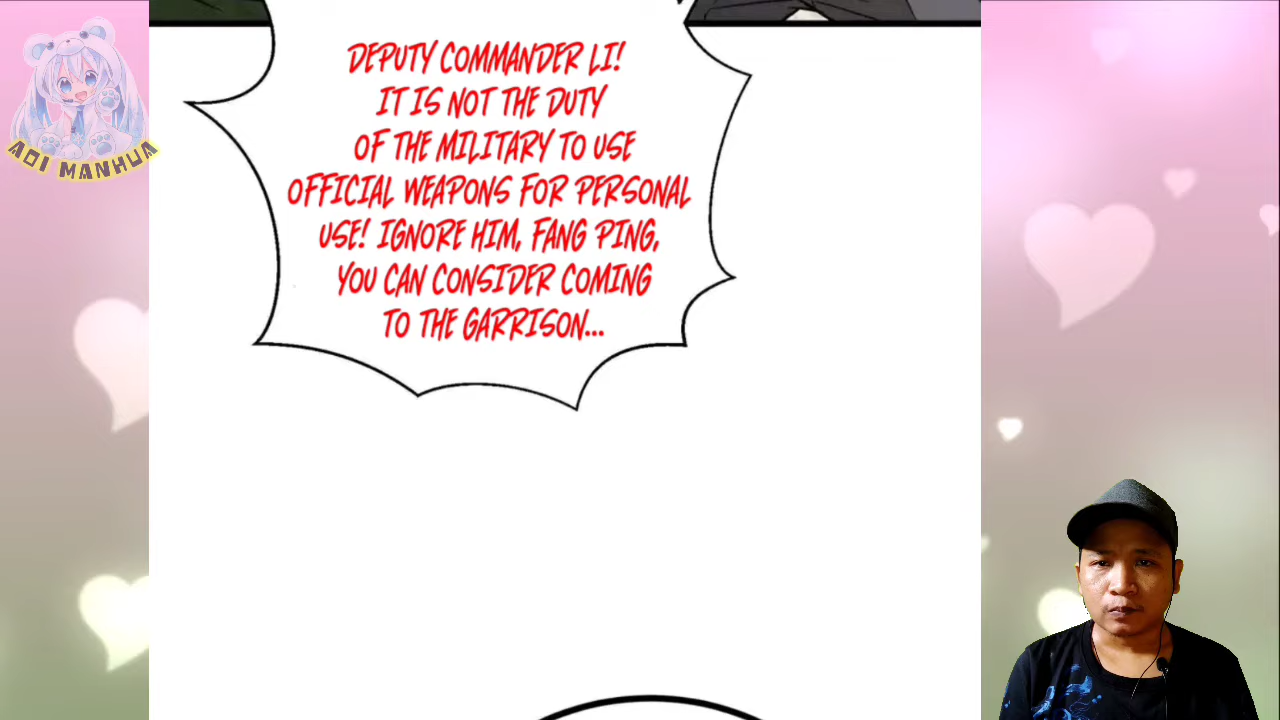 DEPUTY COMMANDER LI!
IT IS NOT THE DUTY
OF THE MILITARY TO USE
OFFICIAL WEAPONS FOR PERSONAL
USE! IGNORE HIM, FANG PING,
YOU CAN CONSIDER COMING
TO THE GARRISON...
AOI MANHUA